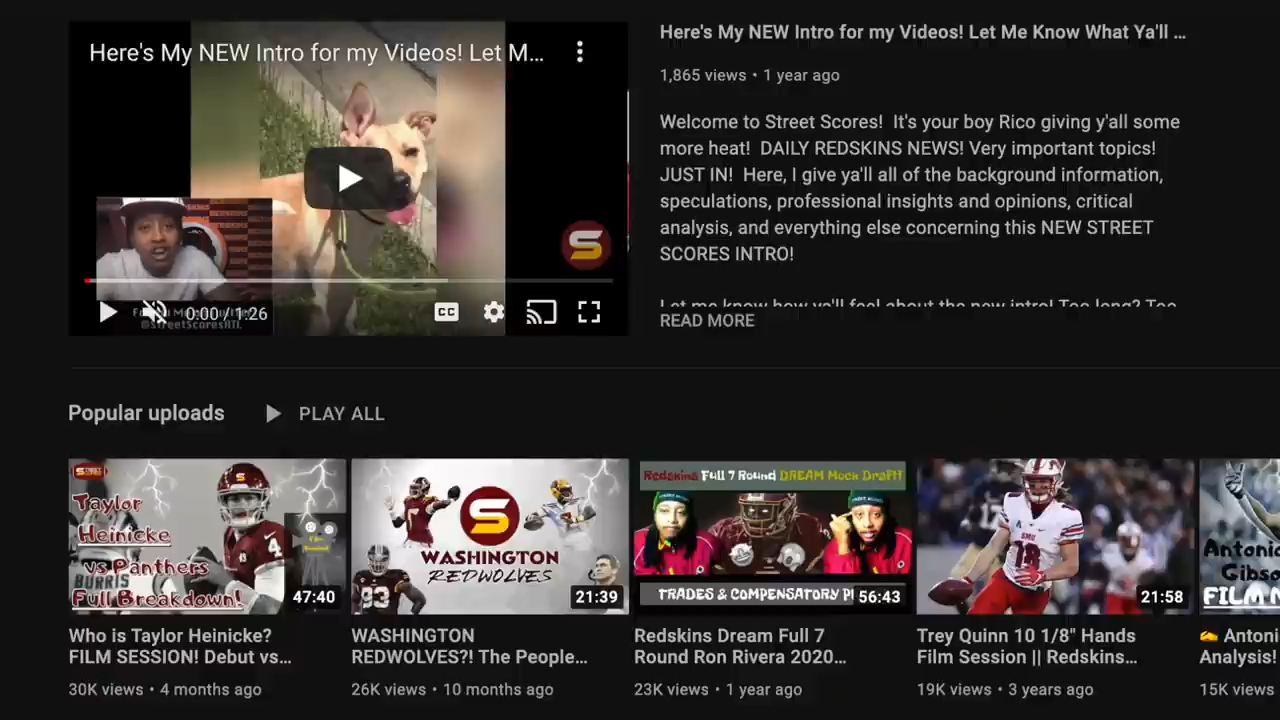 Here's My NEW Intro for my Videos! Let M...
0:00 / 1:26
@StreetScoresATL
CC
S
Here's My NEW Intro for my Videos! Let Me Know What Ya'll ...
1,865 views • 1 year ago
Welcome to Street Scores!  It's your boy Rico giving y'all some
more heat!  DAILY REDSKINS NEWS! Very important topics!
JUST IN!  Here, I give ya'll all of the background information,
speculations, professional insights and opinions, critical
analysis, and everything else concerning this NEW STREET
SCORES INTRO!
Let me know how ya'll feel about the new intro! Too long? Too
READ MORE
Popular uploads
PLAY ALL
Taylor
Heinicke
vs Panthers
Full Breakdown!
BURRIS
S
4
47:40
Who is Taylor Heinicke?
FILM SESSION! Debut vs...
30K views • 4 months ago
S
WASHINGTON
REDWOLVES
93
21:39
WASHINGTON
REDWOLVES?! The People...
26K views • 10 months ago
Redskins Full 7 Round DREAM Mock Draft!
TRADES & COMPENSATORY PI
56:43
Redskins Dream Full 7
Round Ron Rivera 2020...
23K views • 1 year ago
SMU
18
21:58
Trey Quinn 10 1/8" Hands
Film Session || Redskins...
19K views • 3 years ago
Antonio
Gibso
FILM
✍ Antoni
Analysis!
15K views